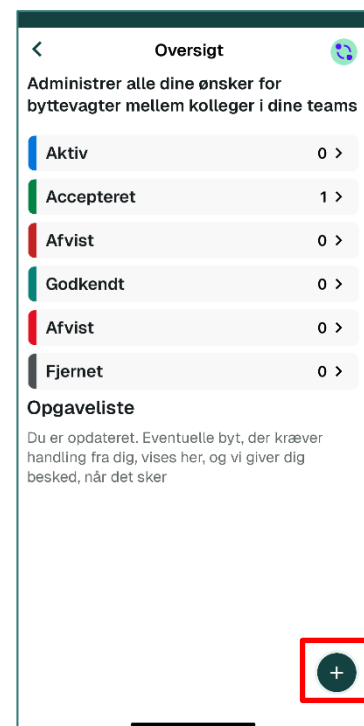 Oversigt
Administrer alle dine ønsker for
byttevagter mellem kolleger i dine teams
Aktiv 0 >
Accepteret 1 >
Afvist 0 >
Godkendt 0 >
Afvist 0 >
Fjernet 0 >
Opgaveliste
Du er opdateret. Eventuelle byt, der kræver
handling fra dig, vises her, og vi giver dig
besked, når det sker
+